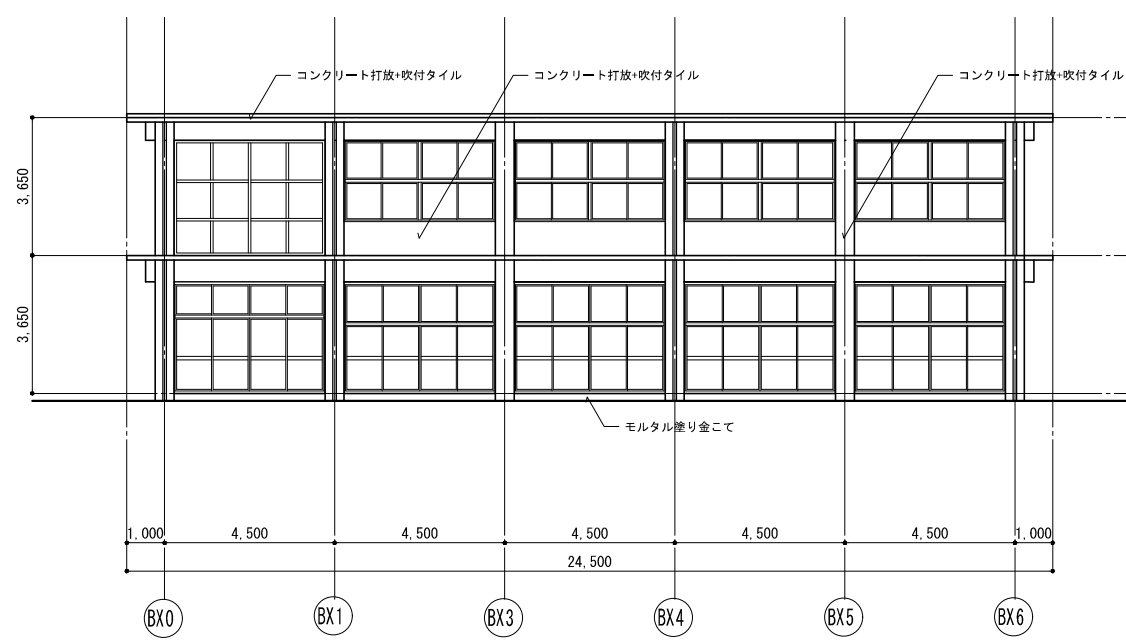 コンクリート打放+吹付タイル
コンクリート打放+吹付タイル
コンクリート打放+吹付タイル
3,650
3,650
モルタル塗り金こて
1,000
4,500
4,500
4,500
4,500
4,500
1,000
24,500
BX0
BX1
BX3
BX4
BX5
BX6